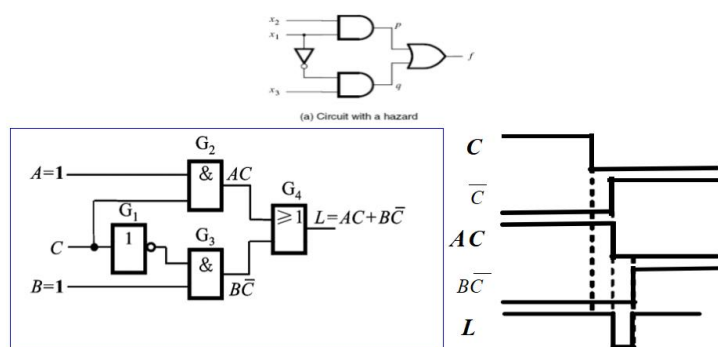 x₂
x₁
p
f
x₃
q
(a) Circuit with a hazard
G₂
A=1
&
AC
G₄
G₁
≥1
L=AC+BC̅
C
1
G₃
&
B=1
BC̅
C
C̅
AC
BC̅
L